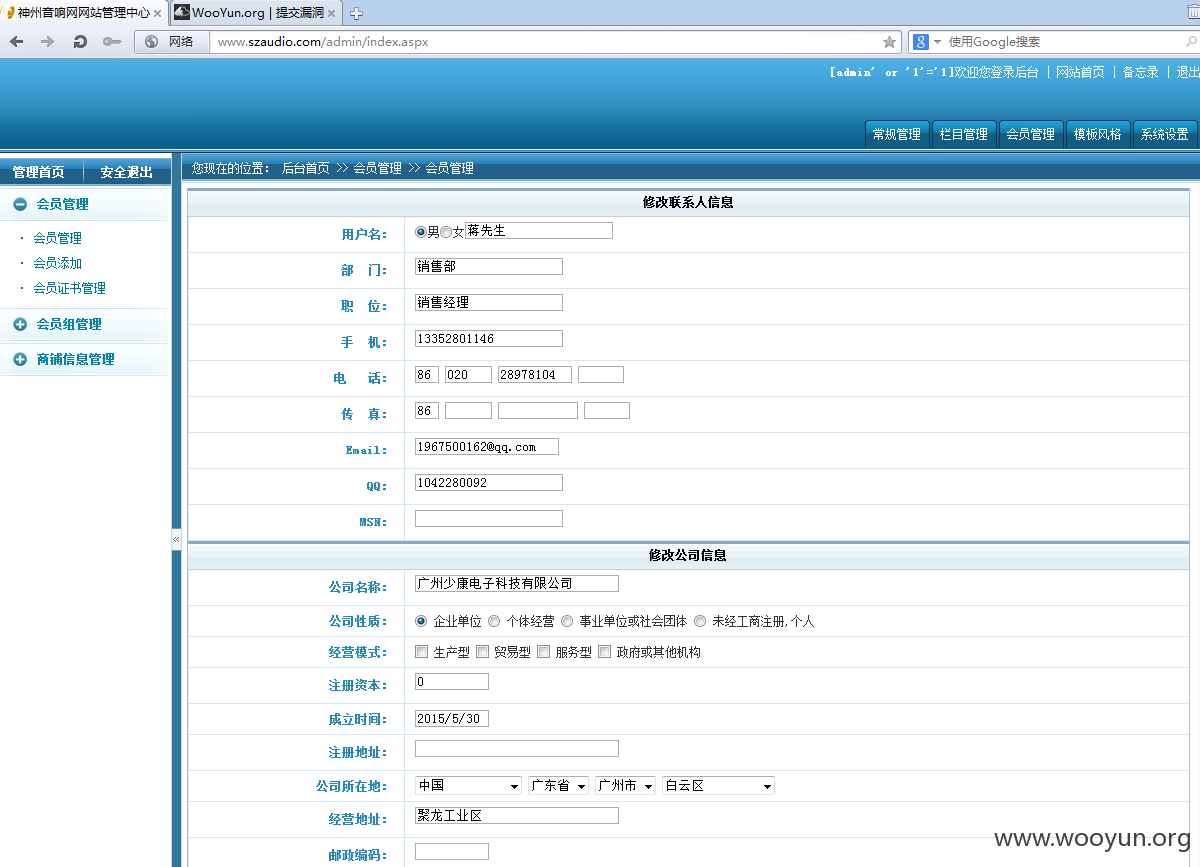 神州音响网网站管理中心
WooYun.org | 提交漏洞
网络 www.szaudio.com/admin/index.aspx 使用Google搜索
[admin' or '1'='1]欢迎您登录后台 | 网站首页 | 备忘录 | 退出
常规管理 栏目管理 会员管理 模板风格 系统设置
管理首页 安全退出
您现在的位置： 后台首页 >> 会员管理 >> 会员管理
会员管理
· 会员管理
· 会员添加
· 会员证书管理
会员组管理
商铺信息管理
«
修改联系人信息
用户名： 男 女 蒋先生
部 门： 销售部
职 位： 销售经理
手 机： 13352801146
电 话： 86 020 28978104
传 真： 86
Email： 1967500162@qq.com
QQ： 1042280092
MSN：
修改公司信息
公司名称： 广州少康电子科技有限公司
公司性质： 企业单位 个体经营 事业单位或社会团体 未经工商注册,个人
经营模式： 生产型 贸易型 服务型 政府或其他机构
注册资本： 0
成立时间： 2015/5/30
注册地址：
公司所在地： 中国 广东省 广州市 白云区
经营地址： 聚龙工业区
邮政编码：
www.wooyun.org